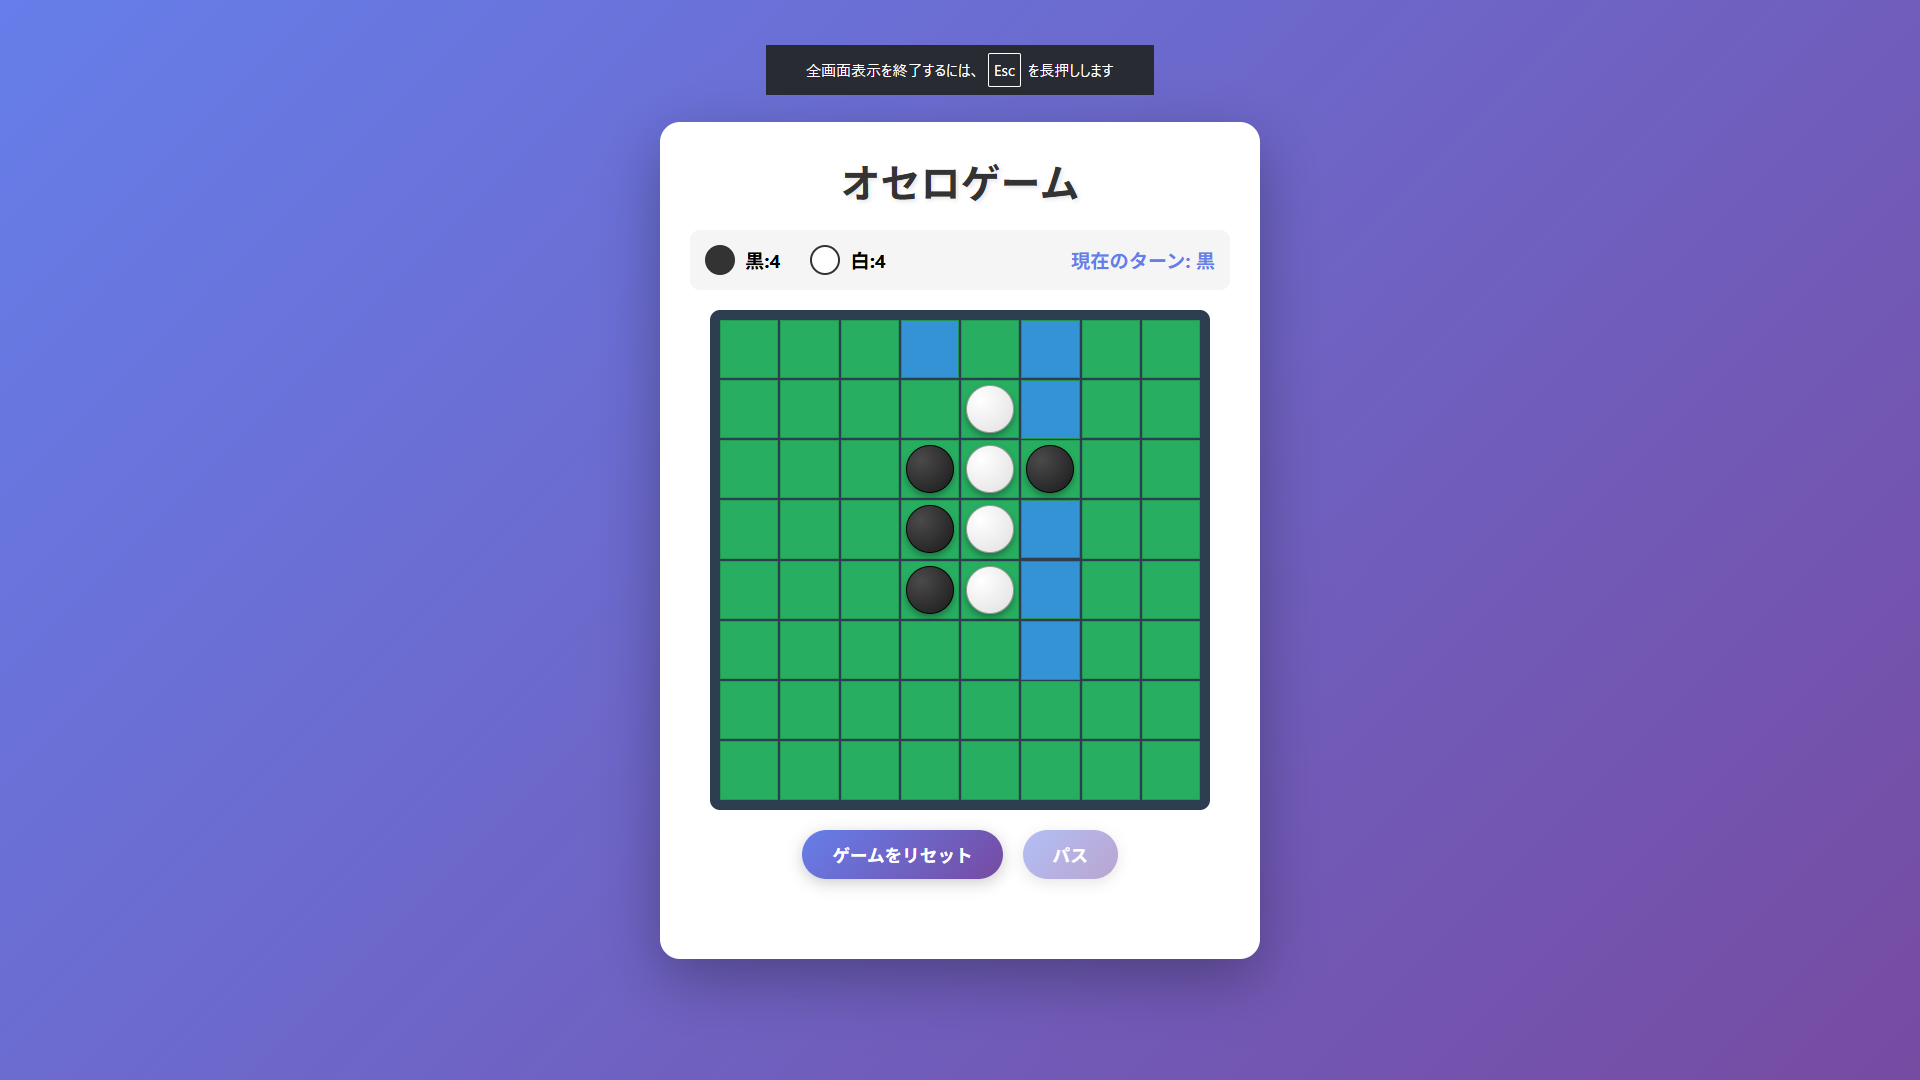 全画面表示を終了するには、 Esc を長押しします
オセロゲーム
黒:4 白:4 現在のターン: 黒
ゲームをリセット パス